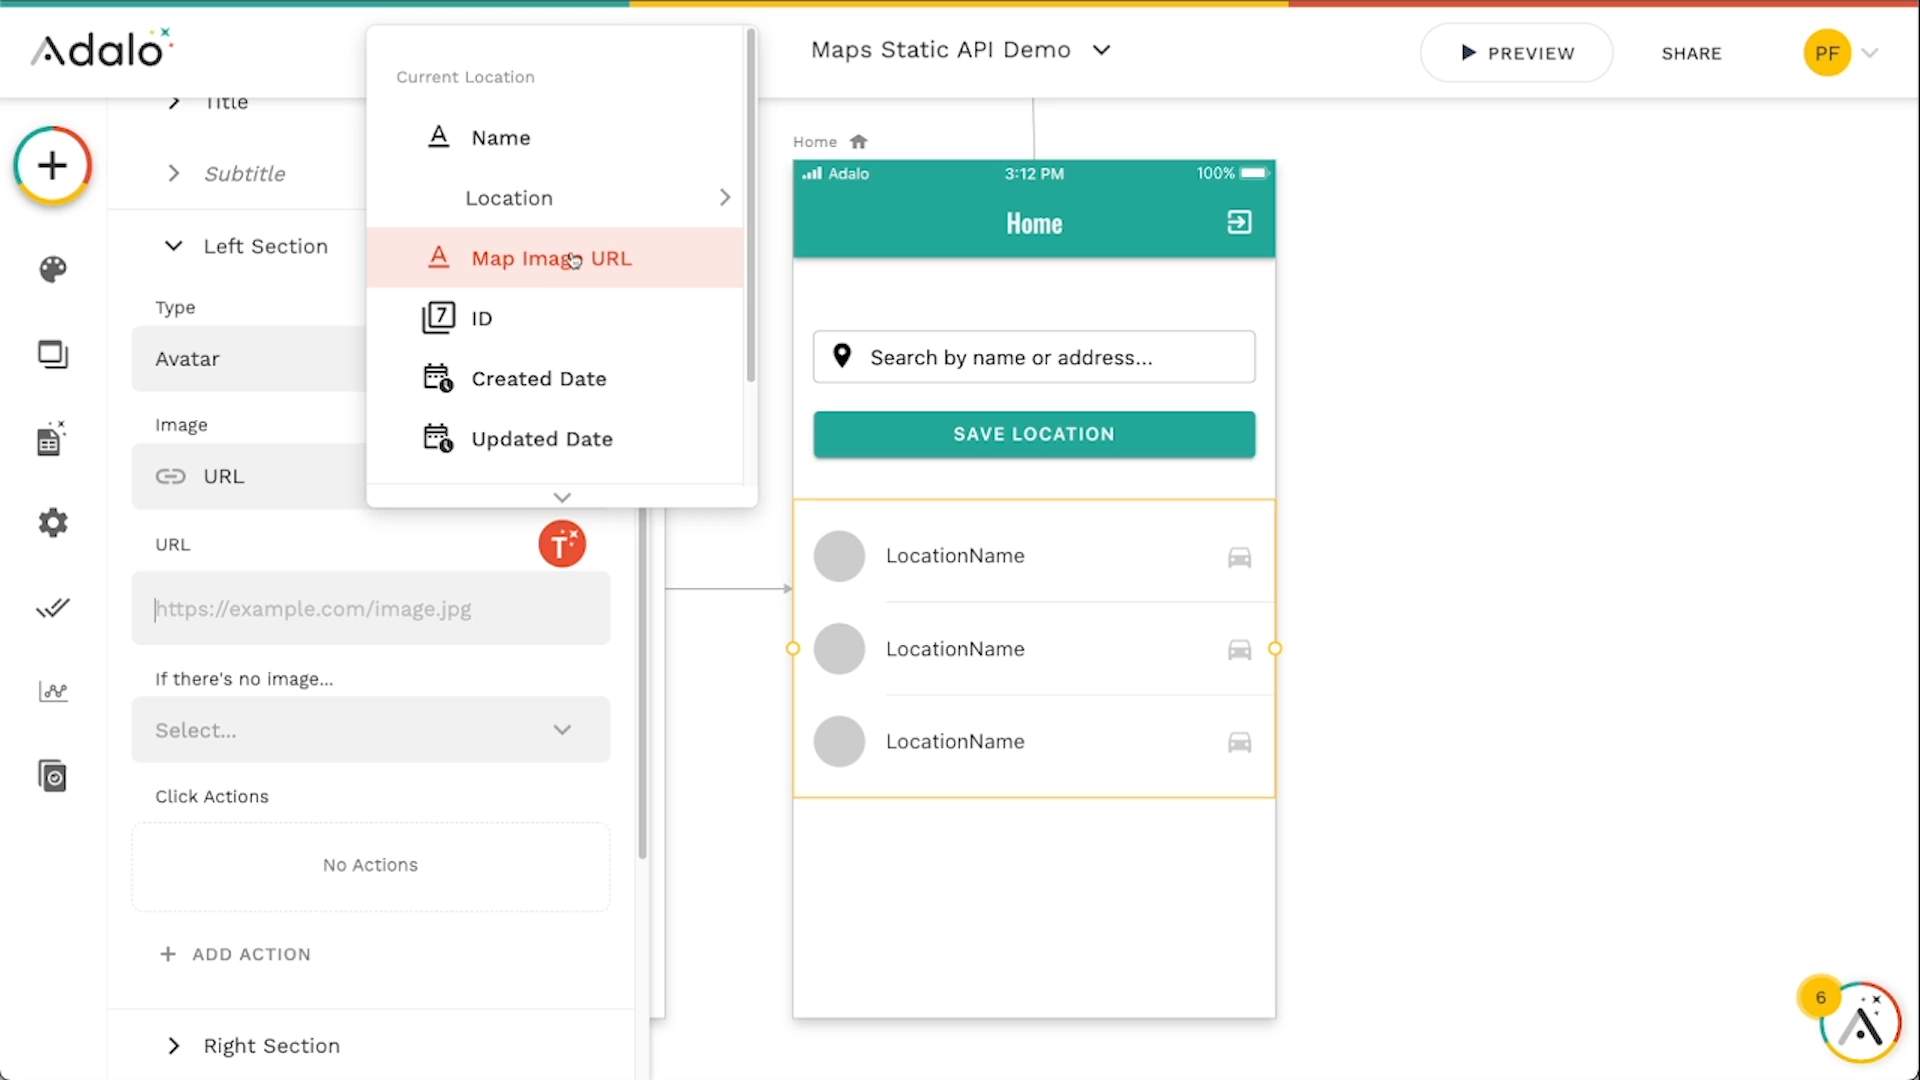 Adalo
Maps Static API Demo
PREVIEW
SHARE
PF
Current Location
Name
Location
Map Image URL
7 ID
Created Date
Updated Date
Title
Subtitle
Left Section
Type
Avatar
Image
URL
URL
T
https://example.com/image.jpg
If there's no image...
Select...
Click Actions
No Actions
+ ADD ACTION
Right Section
Home
Adalo 3:12 PM 100%
Home
Search by name or address...
SAVE LOCATION
LocationName
LocationName
LocationName
6